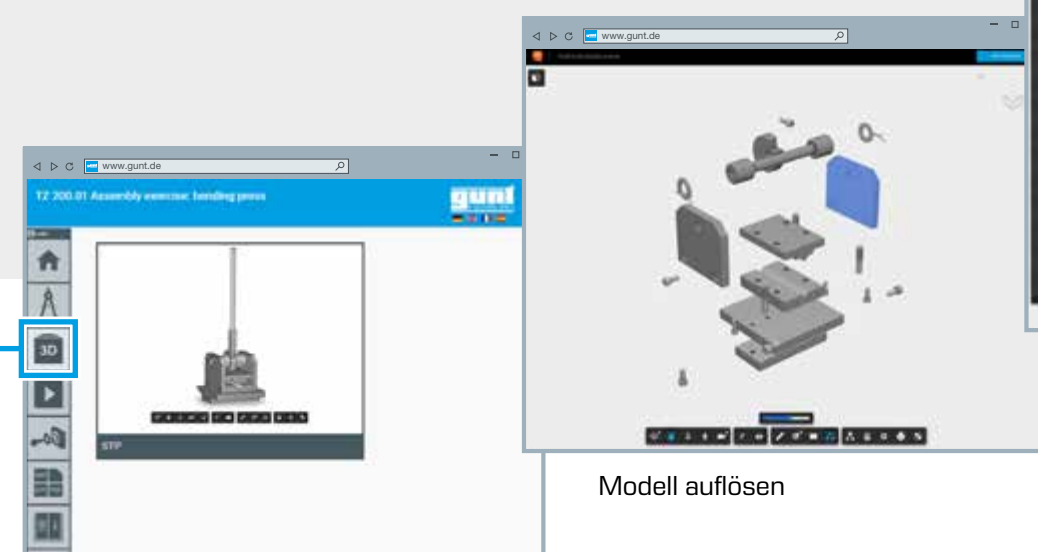 www.gunt.de
www.gunt.de
TZ 200.01 Assembly exercise: bending press
gunt
3D
STP
Modell auflösen